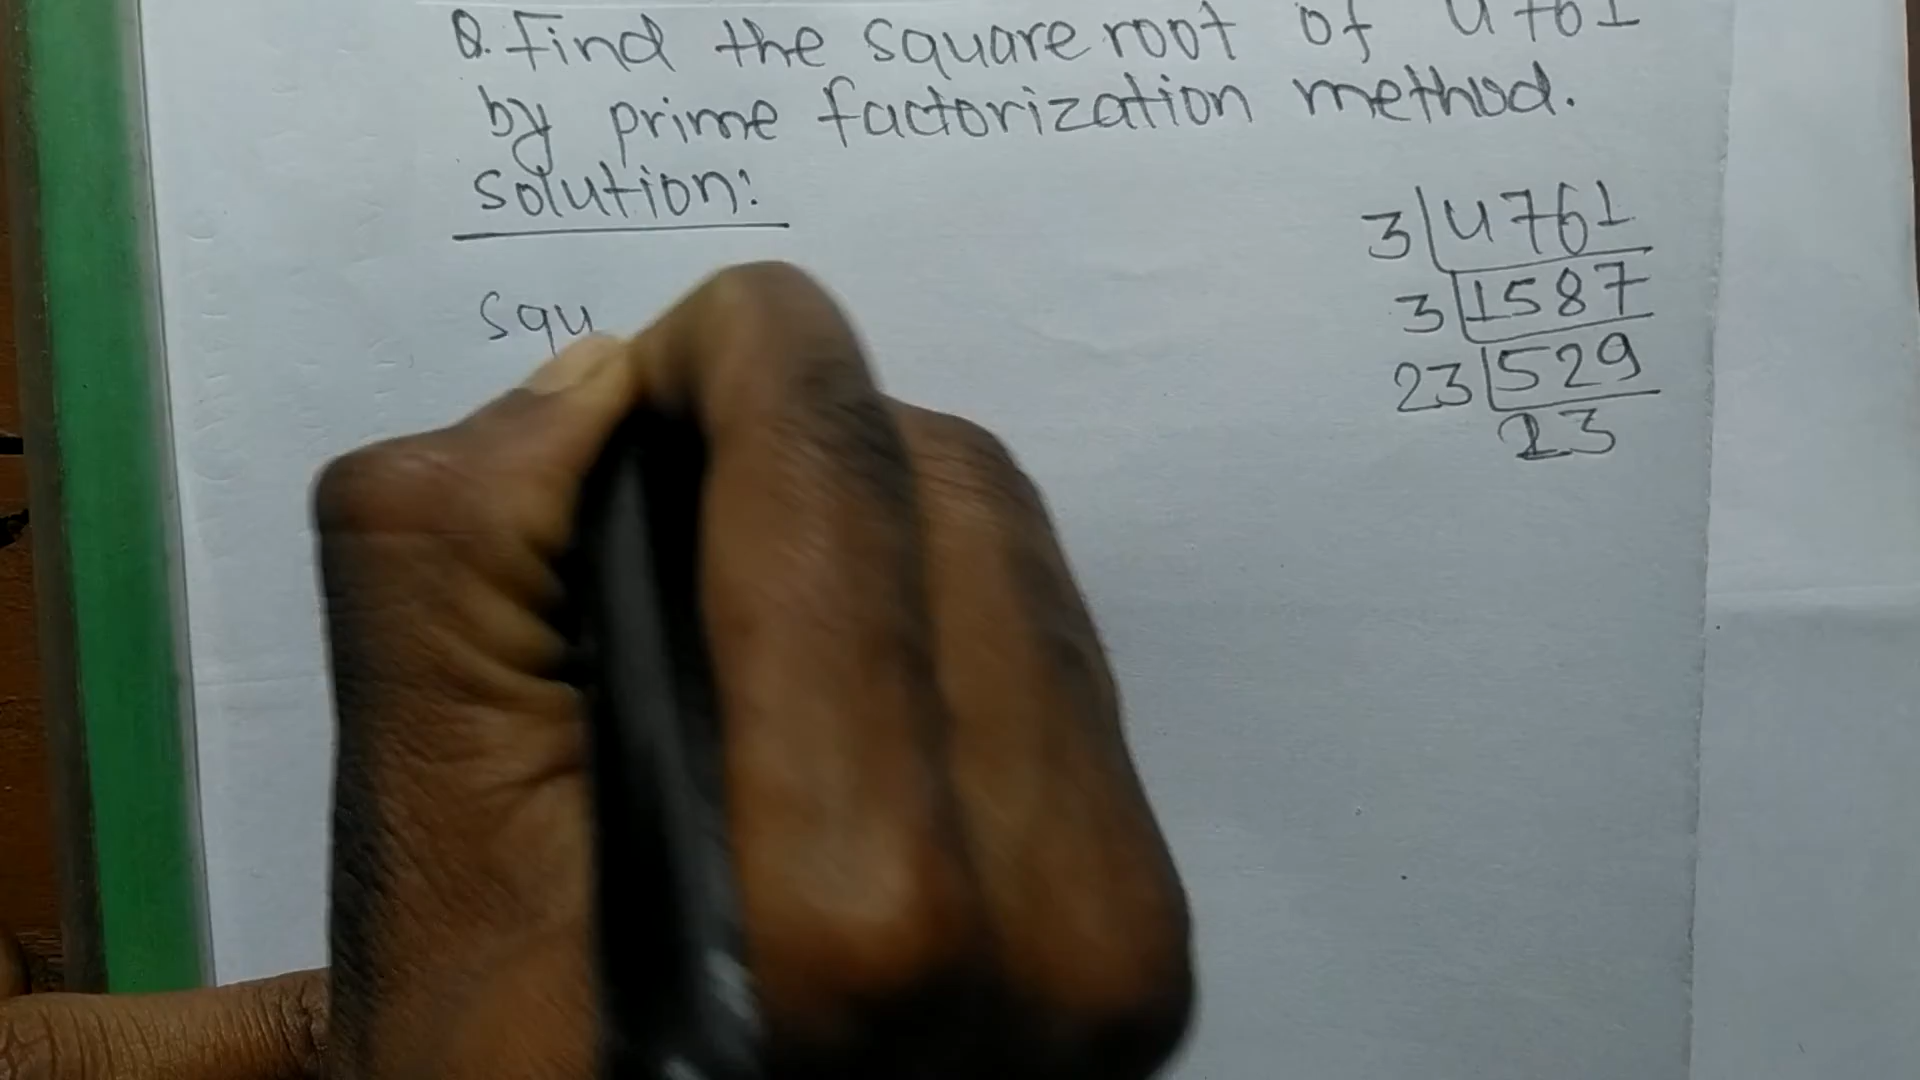 Q. Find the square root of 4761
by prime factorization method.
Solution:
3 4761
3 1587
23 529
23
squ